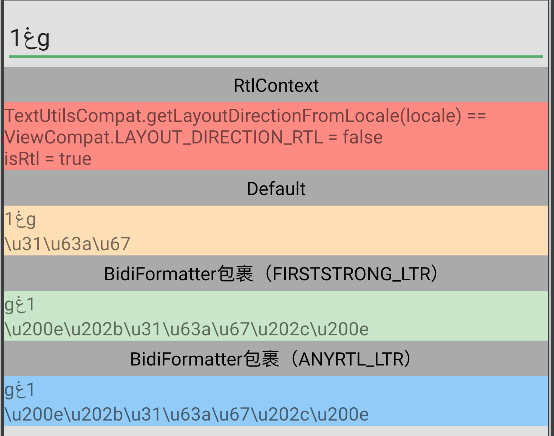 1غg
RtlContext
TextUtilsCompat.getLayoutDirectionFromLocale(locale) ==
ViewCompat.LAYOUT_DIRECTION_RTL = false
isRtl = true
Default
1غg
\u31\u63a\u67
BidiFormatter包裹（FIRSTSTRONG_LTR）
gغ1
\u200e\u202b\u31\u63a\u67\u202c\u200e
BidiFormatter包裹（ANYRTL_LTR）
gغ1
\u200e\u202b\u31\u63a\u67\u202c\u200e